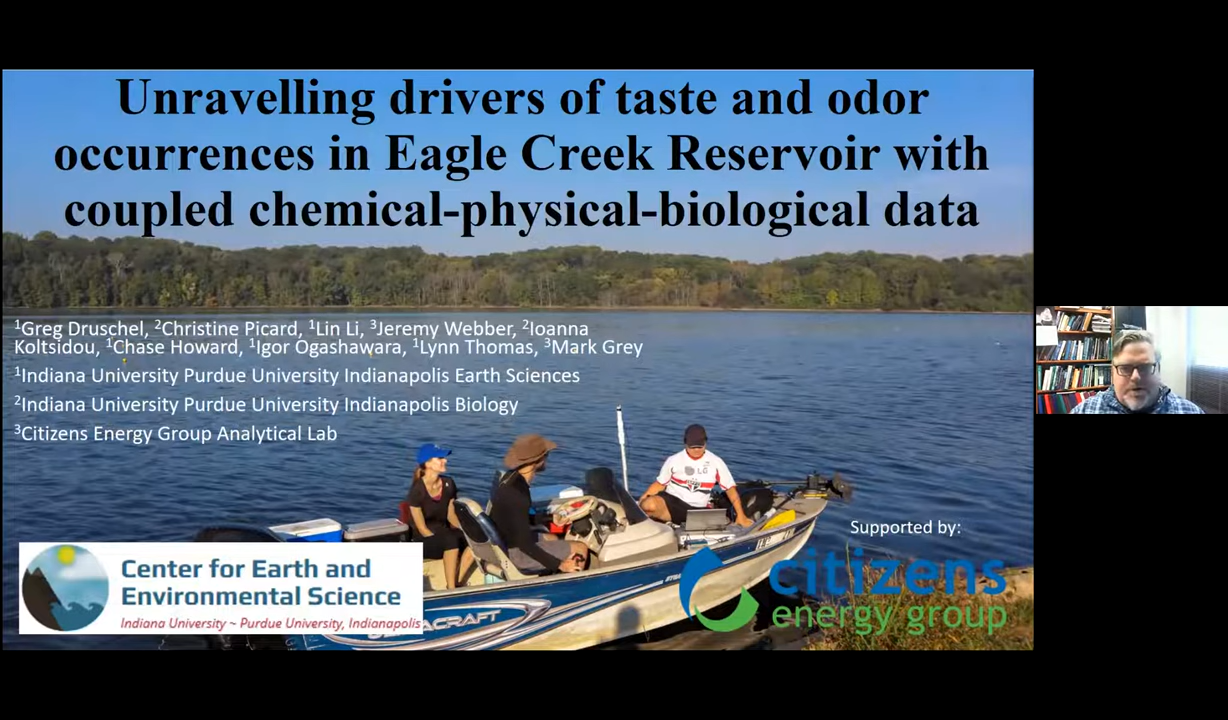 Unravelling drivers of taste and odor
occurrences in Eagle Creek Reservoir with
coupled chemical-physical-biological data
¹Greg Druschel, ²Christine Picard, ¹Lin Li, ³Jeremy Webber, ²Ioanna
Koltsidou, ¹Chase Howard, ¹Igor Ogashawara, ¹Lynn Thomas, ³Mark Grey
¹Indiana University Purdue University Indianapolis Earth Sciences
²Indiana University Purdue University Indianapolis Biology
³Citizens Energy Group Analytical Lab
Supported by:
Center for Earth and
Environmental Science
Indiana University ~ Purdue University, Indianapolis
citizens
energy group